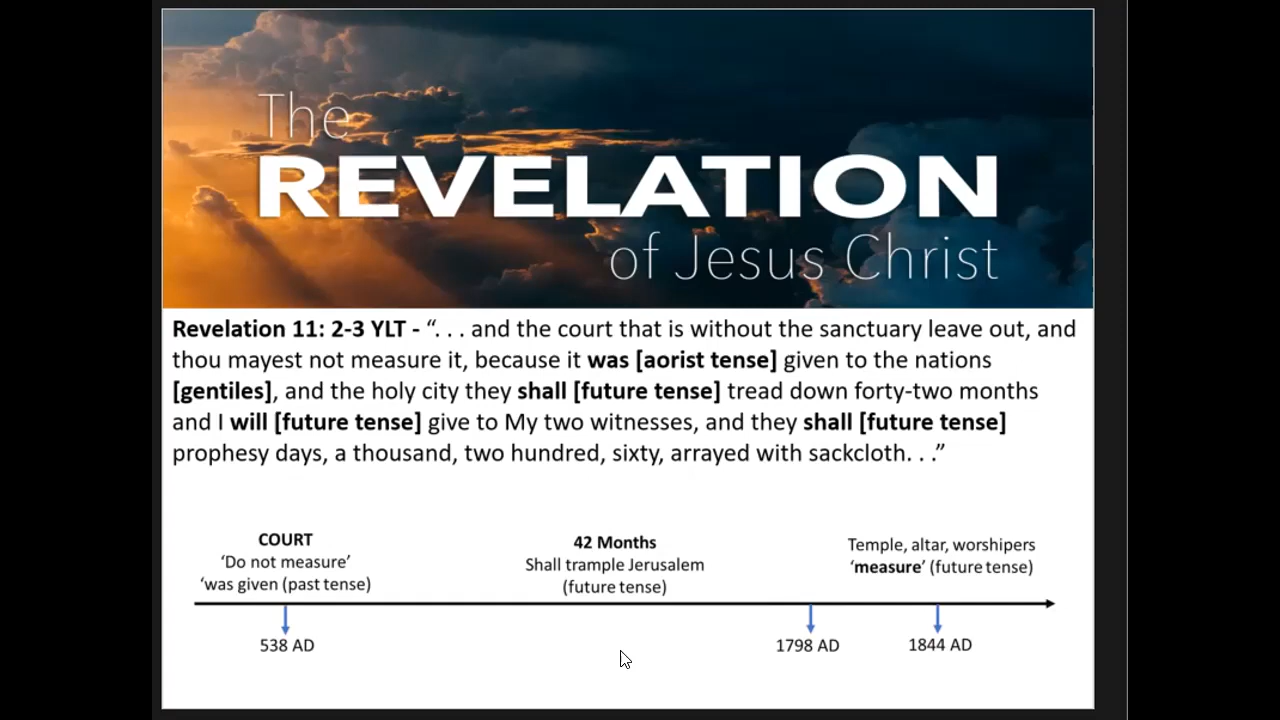 The
REVELATION
of Jesus Christ
Revelation 11: 2-3 YLT - “. . . and the court that is without the sanctuary leave out, and
thou mayest not measure it, because it was [aorist tense] given to the nations
[gentiles], and the holy city they shall [future tense] tread down forty-two months
and I will [future tense] give to My two witnesses, and they shall [future tense]
prophesy days, a thousand, two hundred, sixty, arrayed with sackcloth. . .”
COURT
‘Do not measure’
‘was given (past tense)
42 Months
Shall trample Jerusalem
(future tense)
Temple, altar, worshipers
‘measure’ (future tense)
538 AD
1798 AD
1844 AD